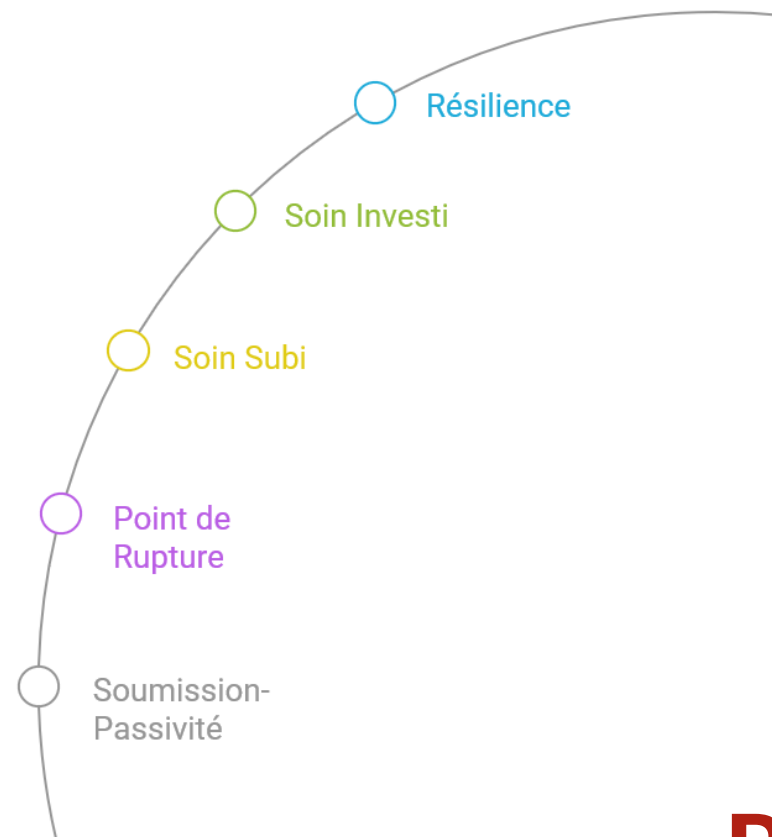 Résilience
Soin Investi
Soin Subi
Point de
Rupture
Soumission-
Passivité